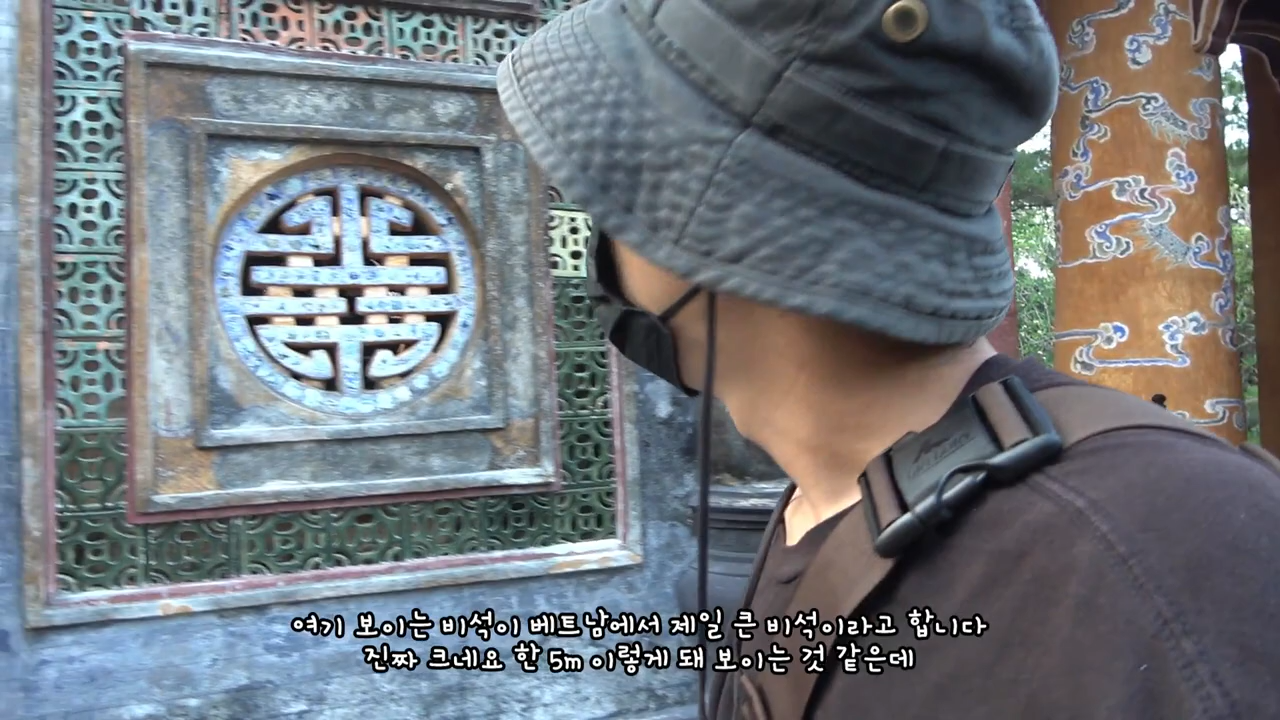 여기 보이는 비석이 베트남에서 제일 큰 비석이라고 합니다
진짜 크네요 한 5m 이렇게 돼 보이는 것 같은데